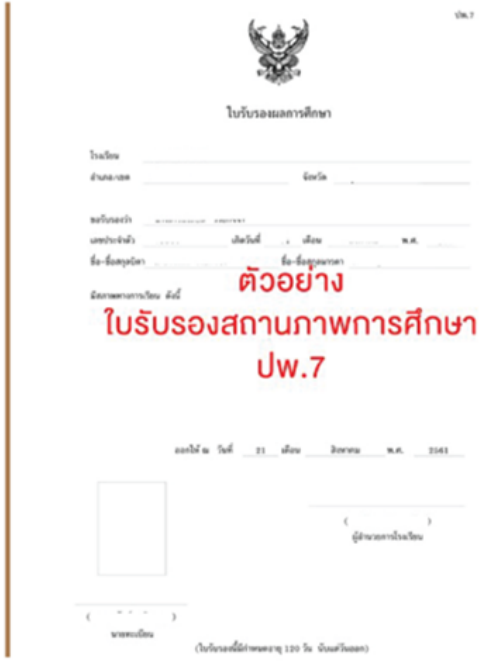 ปพ.7
ใบรับรองผลการศึกษา
โรงเรียน
อำเภอ/เขต จังหวัด
ขอรับรองว่า
เลขประจำตัว เกิดวันที่ เดือน พ.ศ.
ชื่อ-ชื่อสกุลบิดา ชื่อ-ชื่อสกุลมารดา
มีสภาพทางการเรียน ดังนี้
ตัวอย่าง
ใบรับรองสถานภาพการศึกษา
ปพ.7
ออกให้ ณ วันที่ 21 เดือน สิงหาคม พ.ศ. 2561
( )
ผู้อำนวยการโรงเรียน
( )
นายทะเบียน
(ใบรับรองนี้มีกำหนดอายุ 120 วัน นับแต่วันออก)